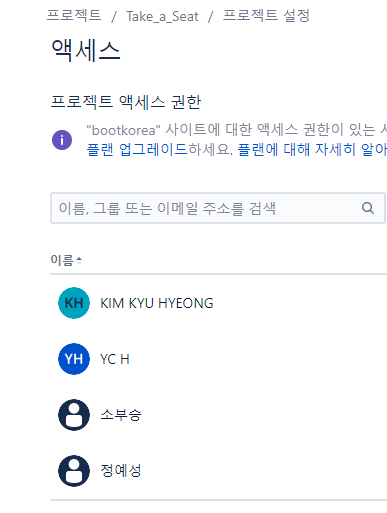 프로젝트 / Take_a_Seat / 프로젝트 설정
액세스
프로젝트 액세스 권한
"bootkorea" 사이트에 대한 액세스 권한이 있는
플랜 업그레이드하세요. 플랜에 대해 자세히 알아
이름, 그룹 또는 이메일 주소를 검색
이름
KH KIM KYU HYEONG
YH YC H
소부승
정예성